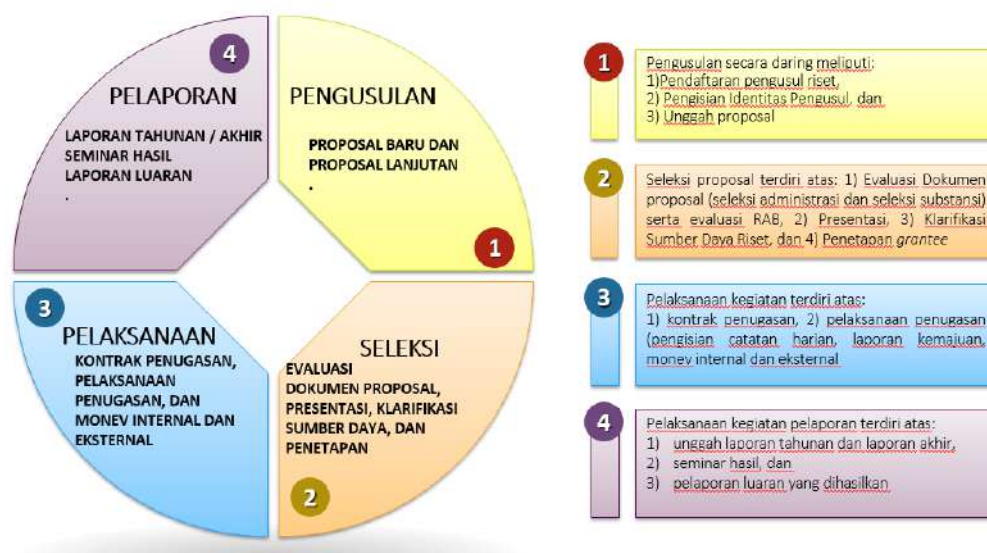 4
PELAPORAN
LAPORAN TAHUNAN / AKHIR
SEMINAR HASIL
LAPORAN LUARAN
.
PENGUSULAN
PROPOSAL BARU DAN
PROPOSAL LANJUTAN
.
1
3
PELAKSANAAN
KONTRAK PENUGASAN,
PELAKSANAAN
PENUGASAN, DAN
MONEV INTERNAL DAN
EKSTERNAL
SELEKSI
EVALUASI
DOKUMEN PROPOSAL,
PRESENTASI, KLARIFIKASI
SUMBER DAYA, DAN
PENETAPAN
2
1
Pengusulan secara daring meliputi:
1)Pendaftaran pengusul riset,
2) Pengisian Identitas Pengusul, dan
3) Unggah proposal
2
Seleksi proposal terdiri atas: 1) Evaluasi Dokumen
proposal (seleksi administrasi dan seleksi substansi)
serta evaluasi RAB, 2) Presentasi, 3) Klarifikasi
Sumber Daya Riset, dan 4) Penetapan grantee
3
Pelaksanaan kegiatan terdiri atas:
1) kontrak penugasan, 2) pelaksanaan penugasan
(pengisian catatan harian, laporan kemajuan,
monev internal dan eksternal
4
Pelaksanaan kegiatan pelaporan terdiri atas:
1) unggah laporan tahunan dan laporan akhir,
2) seminar hasil, dan
3) pelaporan luaran yang dihasilkan